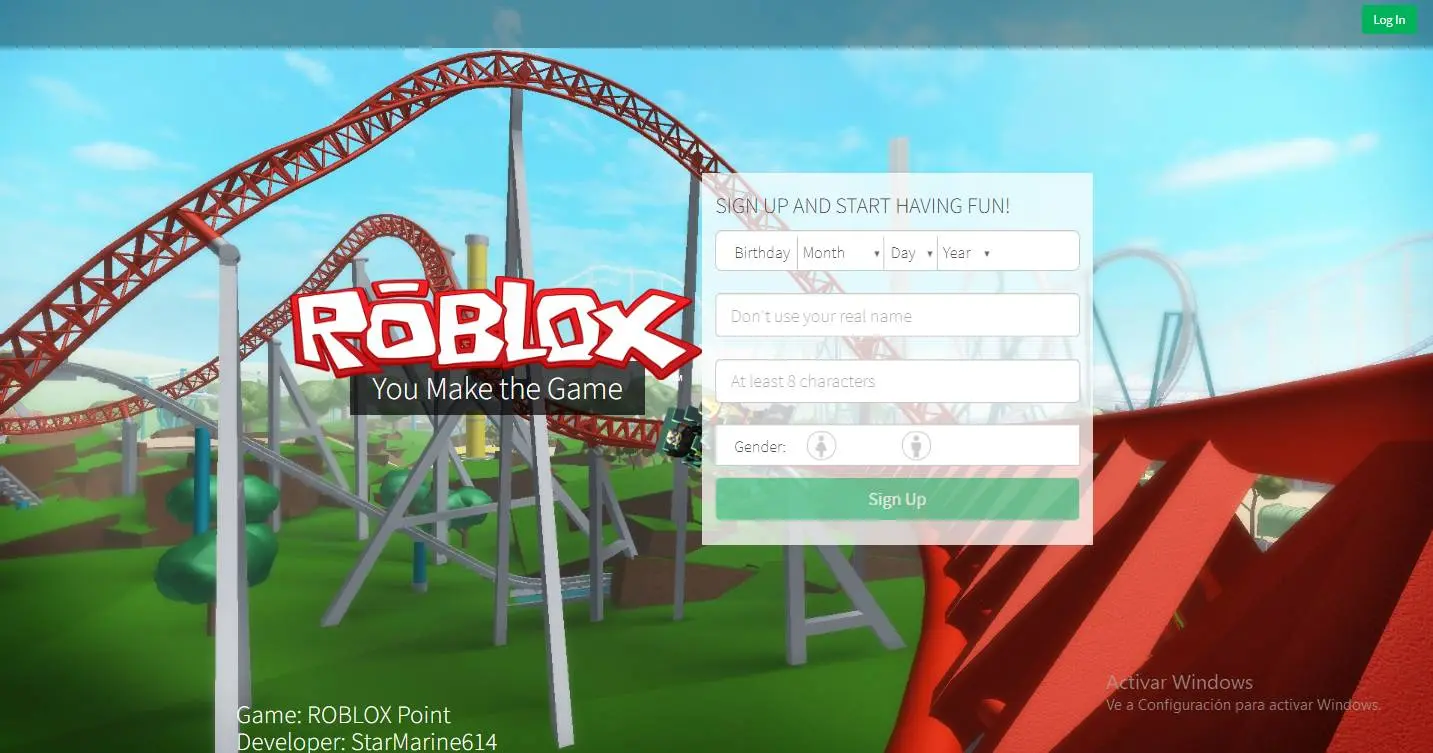 Log In
SIGN UP AND START HAVING FUN!
Birthday Month Day Year
Don't use your real name
ROBLOX
TM
You Make the Game
At least 8 characters
Gender:
Sign Up
Activar Windows
Ve a Configuración para activar Windows.
Game: ROBLOX Point
Developer: StarMarine614